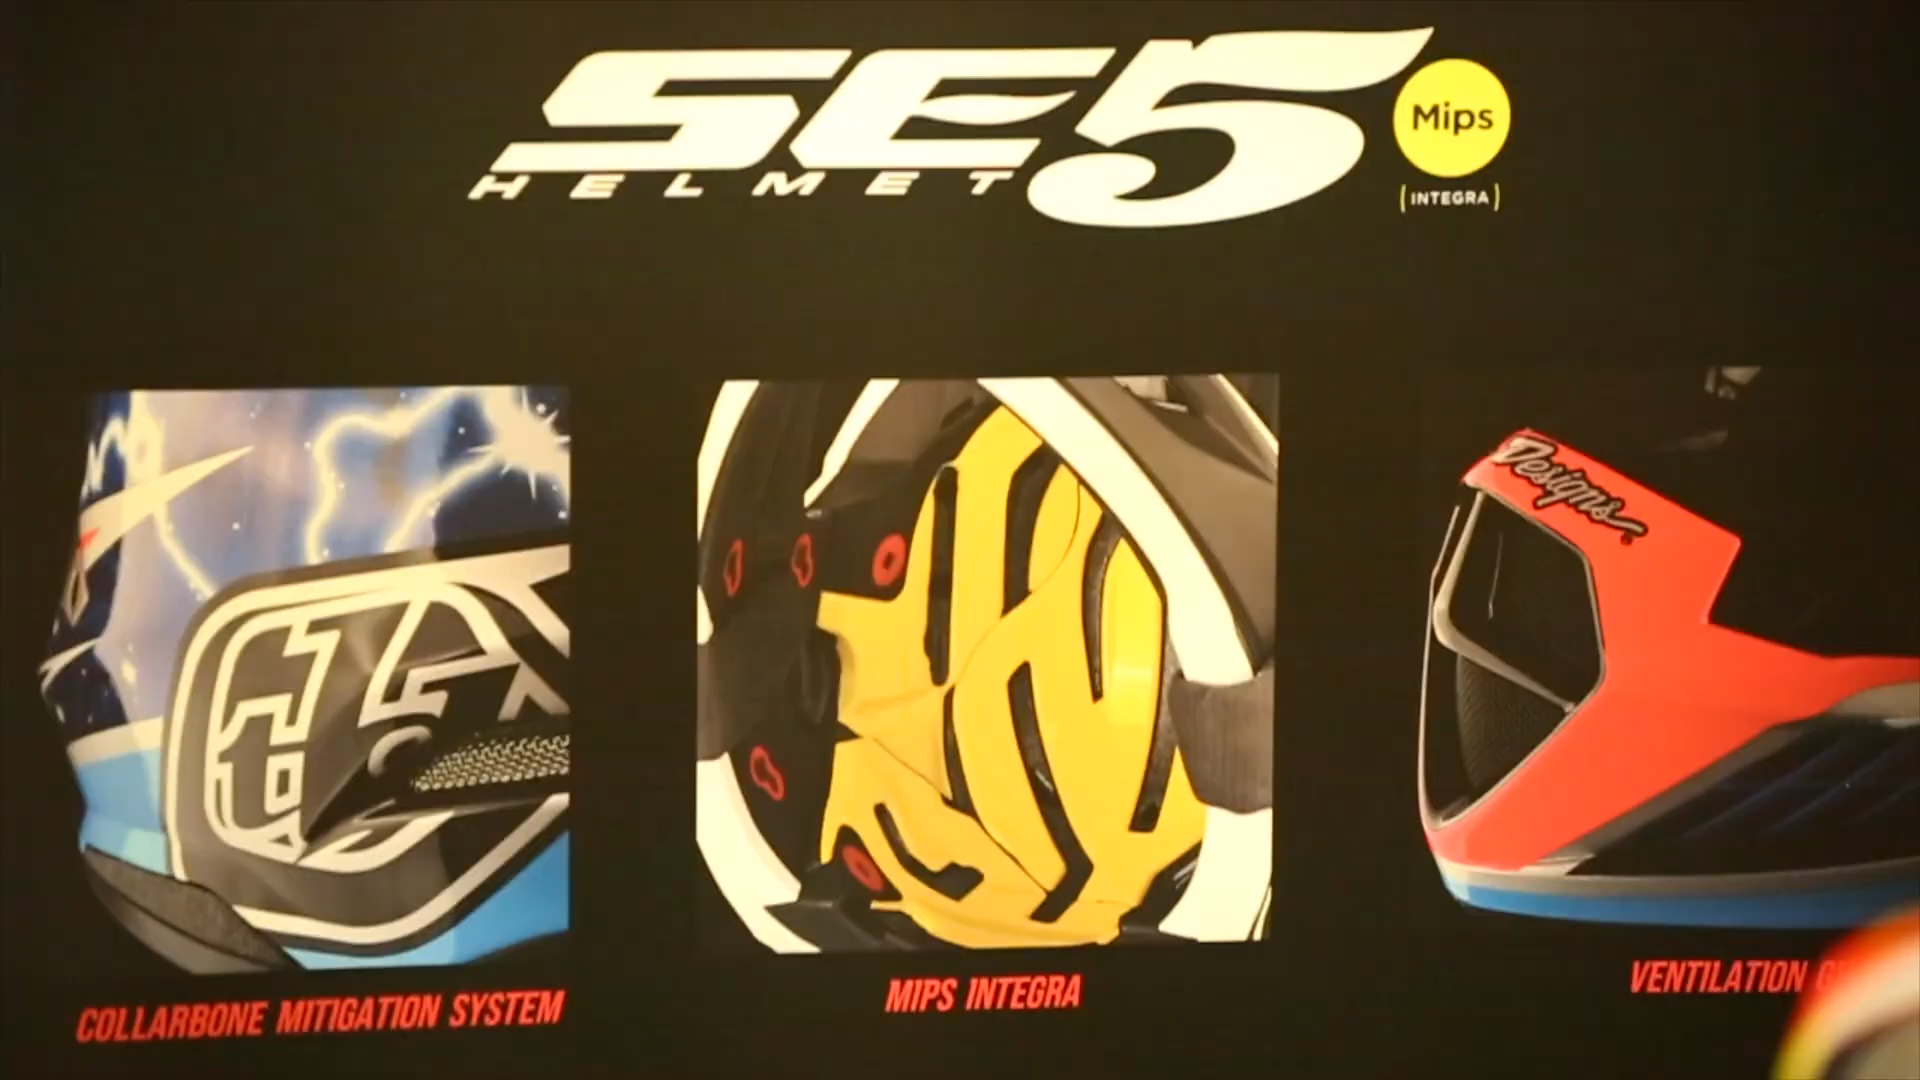 SE5
HELMET
Mips
(INTEGRA)
Designs
COLLARBONE MITIGATION SYSTEM
MIPS INTEGRA
VENTILATION